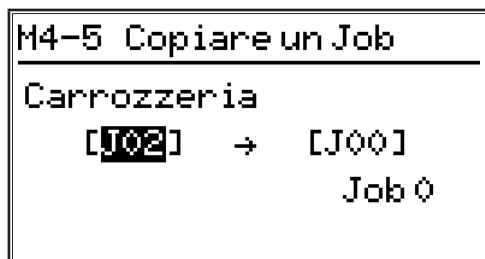 M4-5 Copiare un Job
Carrozzeria
[J02] → [J00]
Job 0